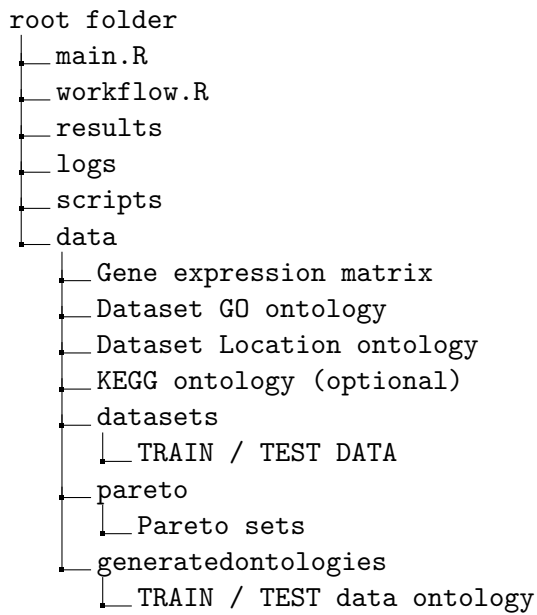 root folder
main.R
workflow.R
results
logs
scripts
data
Gene expression matrix
Dataset GO ontology
Dataset Location ontology
KEGG ontology (optional)
datasets
TRAIN / TEST DATA
pareto
Pareto sets
generatedontologies
TRAIN / TEST data ontology